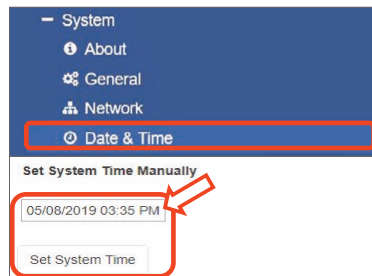 − System
About
General
Network
Date & Time
Set System Time Manually
05/08/2019 03:35 PM
Set System Time